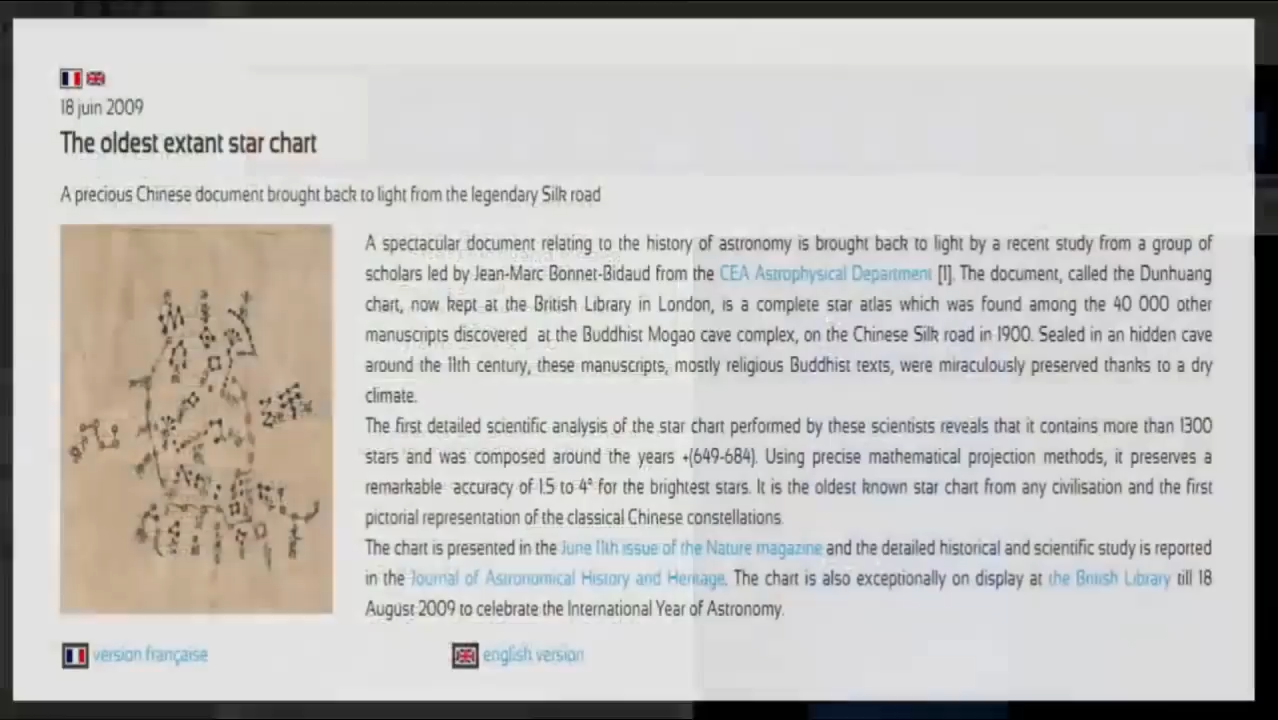 18 juin 2009
The oldest extant star chart
A precious Chinese document brought back to light from the legendary Silk road
A spectacular document relating to the history of astronomy is brought back to light by a recent study from a group of
scholars led by Jean-Marc Bonnet-Bidaud from the CEA Astrophysical Department [1]. The document, called the Dunhuang
chart, now kept at the British Library in London, is a complete star atlas which was found among the 40 000 other
manuscripts discovered at the Buddhist Mogao cave complex, on the Chinese Silk road in 1900. Sealed in an hidden cave
around the 11th century, these manuscripts, mostly religious Buddhist texts, were miraculously preserved thanks to a dry
climate.
The first detailed scientific analysis of the star chart performed by these scientists reveals that it contains more than 1300
stars and was composed around the years +(649-684). Using precise mathematical projection methods, it preserves a
remarkable accuracy of 1.5 to 4° for the brightest stars. It is the oldest known star chart from any civilisation and the first
pictorial representation of the classical Chinese constellations.
The chart is presented in the June 11th issue of the Nature magazine and the detailed historical and scientific study is reported
in the Journal of Astronomical History and Heritage. The chart is also exceptionally on display at the British Library till 18
August 2009 to celebrate the International Year of Astronomy.
version française
english version